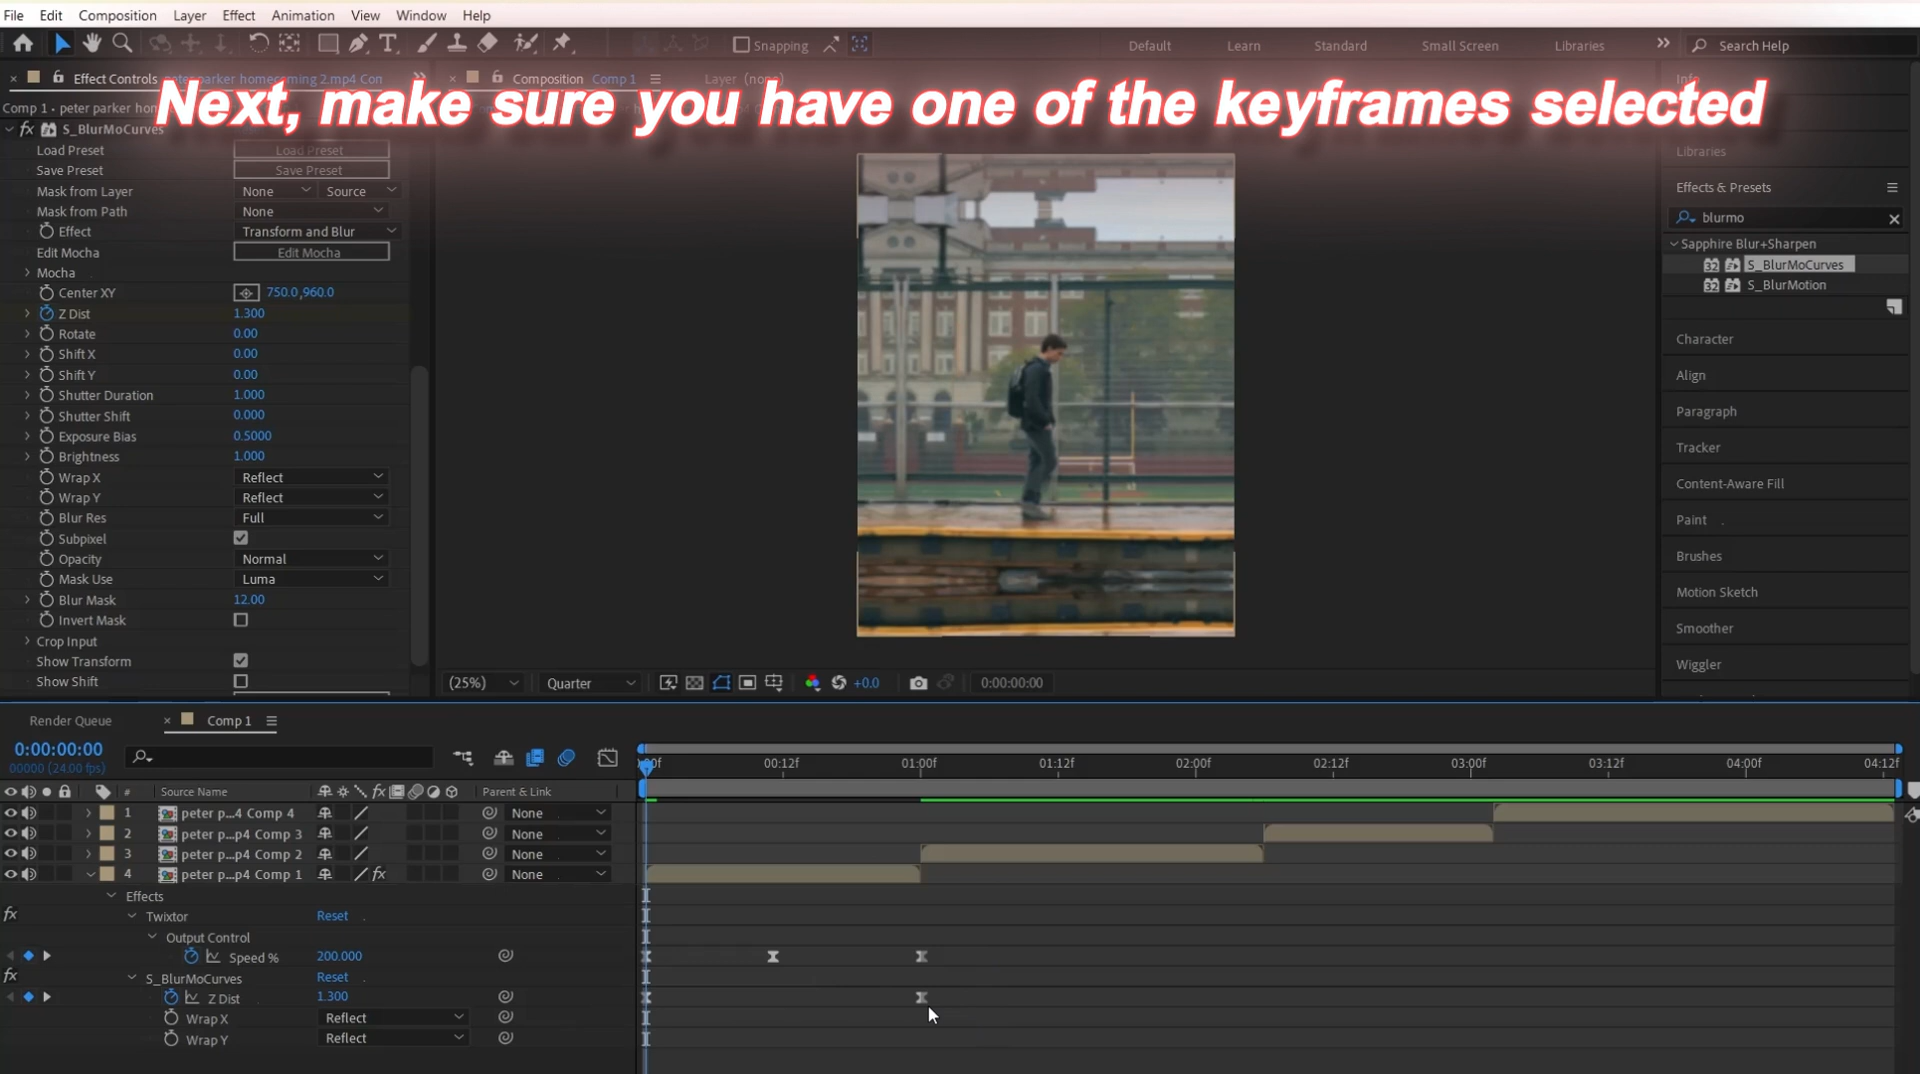 File Edit Composition Layer Effect Animation View Window Help
Snapping Default Learn Standard Small Screen Libraries Search Help
Effect Controls peter parker homecoming 2.mp4 Com Composition Comp 1 Layer (none)
Next, make sure you have one of the keyframes selected
Comp 1 • peter parker hom
fx S_BlurMoCurves
Load Preset Load Preset
Save Preset Save Preset
Mask from Layer None Source
Mask from Path None
Effect Transform and Blur
Edit Mocha Edit Mocha
Mocha
Center XY 750.0,960.0
Z Dist 1.300
Rotate 0.00
Shift X 0.00
Shift Y 0.00
Shutter Duration 1.000
Shutter Shift 0.000
Exposure Bias 0.5000
Brightness 1.000
Wrap X Reflect
Wrap Y Reflect
Blur Res Full
Subpixel
Opacity Normal
Mask Use Luma
Blur Mask 12.00
Invert Mask
Crop Input
Show Transform
Show Shift
(25%) Quarter +0.0 0:00:00:00
Info
Libraries
Effects & Presets
blurmo
Sapphire Blur+Sharpen
32 S_BlurMoCurves
32 S_BlurMotion
Character
Align
Paragraph
Tracker
Content-Aware Fill
Paint
Brushes
Motion Sketch
Smoother
Wiggler
Render Queue Comp 1
0:00:00:00
00000 (24.00 fps)
00f 00:12f 01:00f 01:12f 02:00f 02:12f 03:00f 03:12f 04:00f 04:12f
# Source Name fx Parent & Link
1 peter p...4 Comp 4 None
2 peter p...p4 Comp 3 None
3 peter p...p4 Comp 2 None
4 peter p...p4 Comp 1 fx None
Effects
fx Twixtor Reset
Output Control
Speed % 200.000
fx S_BlurMoCurves Reset
Z Dist 1.300
Wrap X Reflect
Wrap Y Reflect